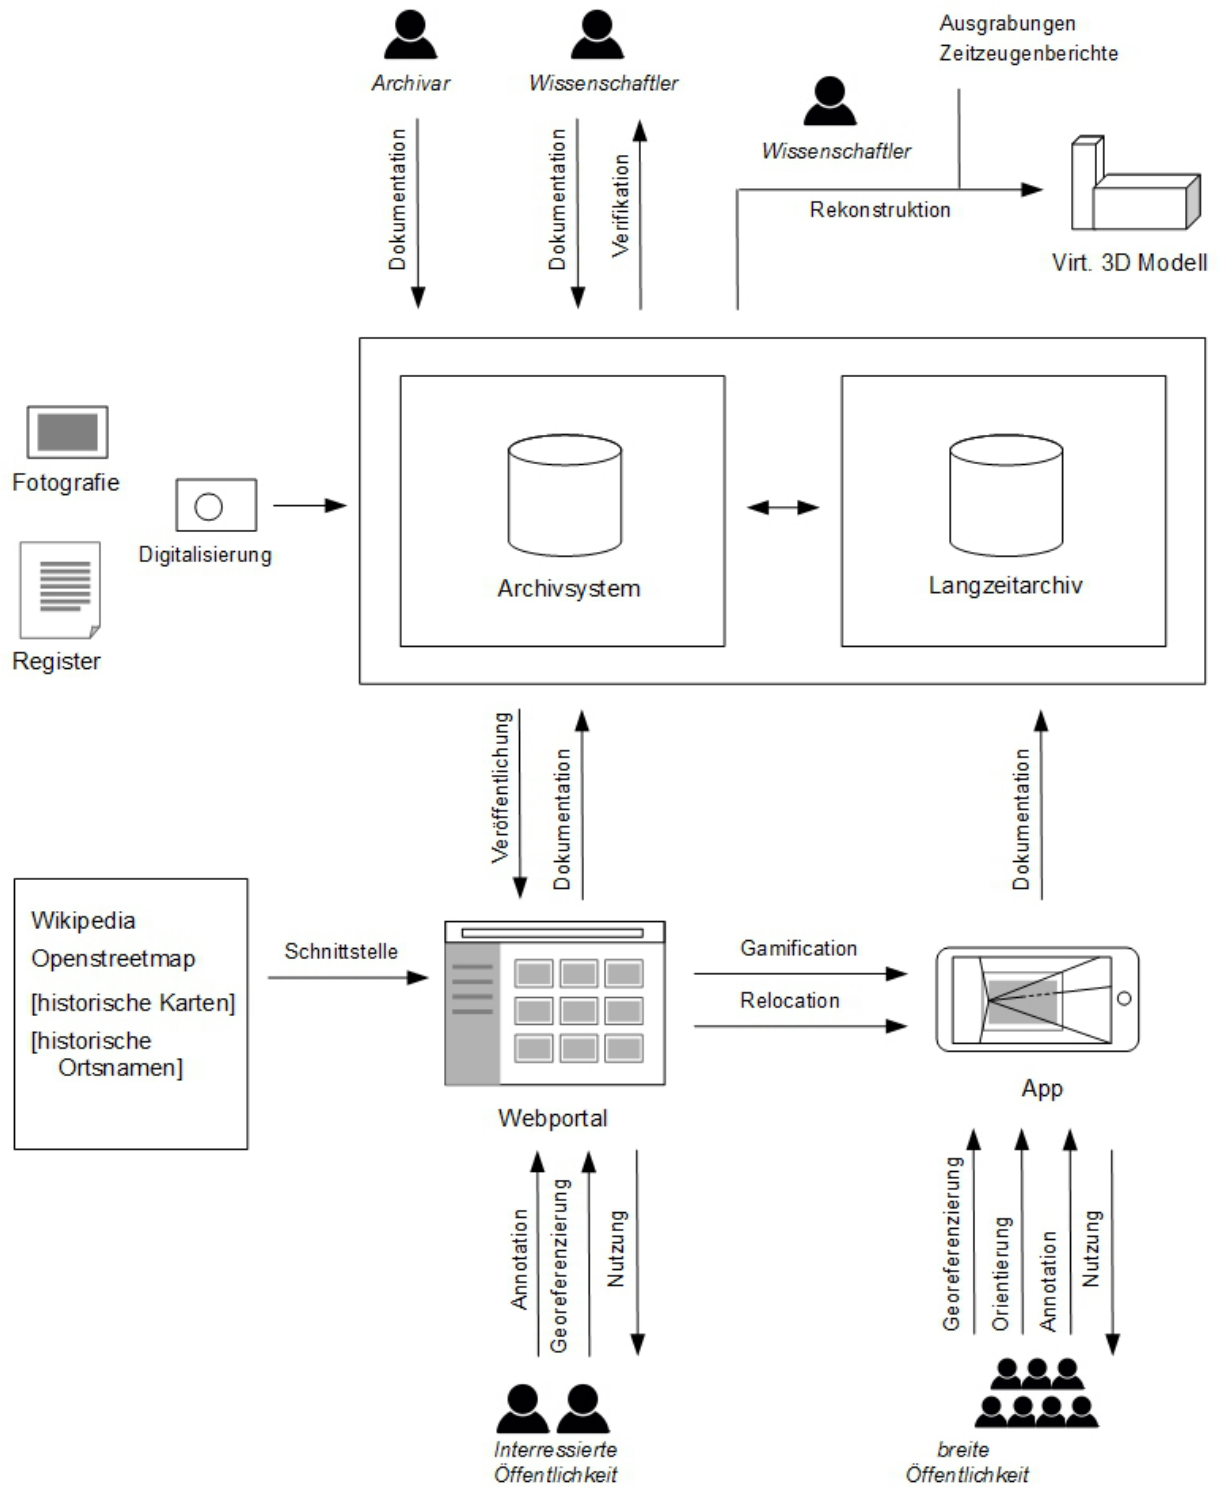 Ausgrabungen
Zeitzeugenberichte
Archivar
Wissenschaftler
Wissenschaftler
Dokumentation
Dokumentation
Verifikation
Rekonstruktion
Virt. 3D Modell
Fotografie
Digitalisierung
Register
Archivsystem
Langzeitarchiv
Veröffentlichung
Dokumentation
Dokumentation
Wikipedia
Openstreetmap
[historische Karten]
[historische
Ortsnamen]
Schnittstelle
Gamification
Relocation
Webportal
App
Annotation
Georeferenzierung
Nutzung
Georeferenzierung
Orientierung
Annotation
Nutzung
Interressierte
Öffentlichkeit
breite
Öffentlichkeit